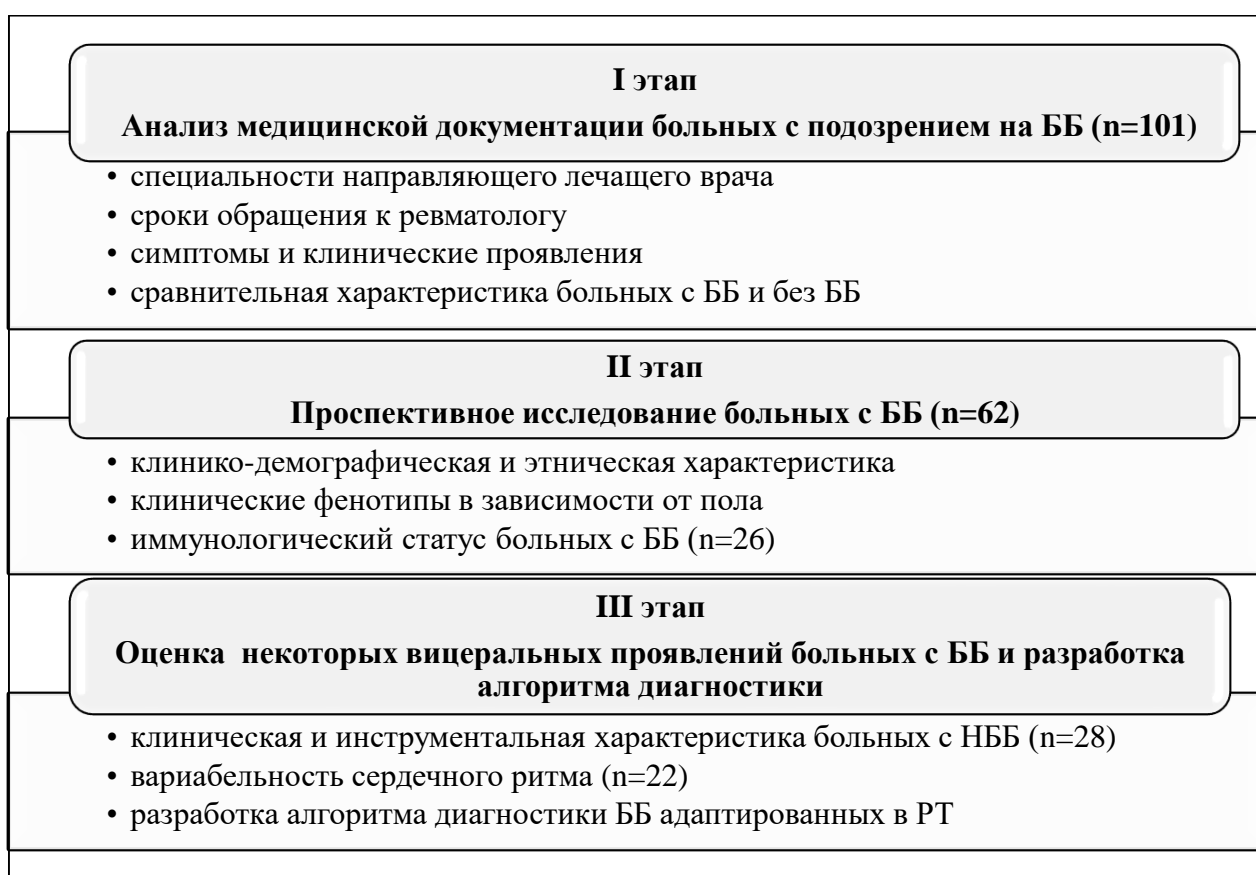 I этап
Анализ медицинской документации больных с подозрением на ББ (n=101)
• специальности направляющего лечащего врача
• сроки обращения к ревматологу
• симптомы и клинические проявления
• сравнительная характеристика больных с ББ и без ББ
II этап
Проспективное исследование больных с ББ (n=62)
• клинико-демографическая и этническая характеристика
• клинические фенотипы в зависимости от пола
• иммунологический статус больных с ББ (n=26)
III этап
Оценка некоторых вицеральных проявлений больных с ББ и разработка
алгоритма диагностики
• клиническая и инструментальная характеристика больных с НББ (n=28)
• вариабельность сердечного ритма (n=22)
• разработка алгоритма диагностики ББ адаптированных в РТ